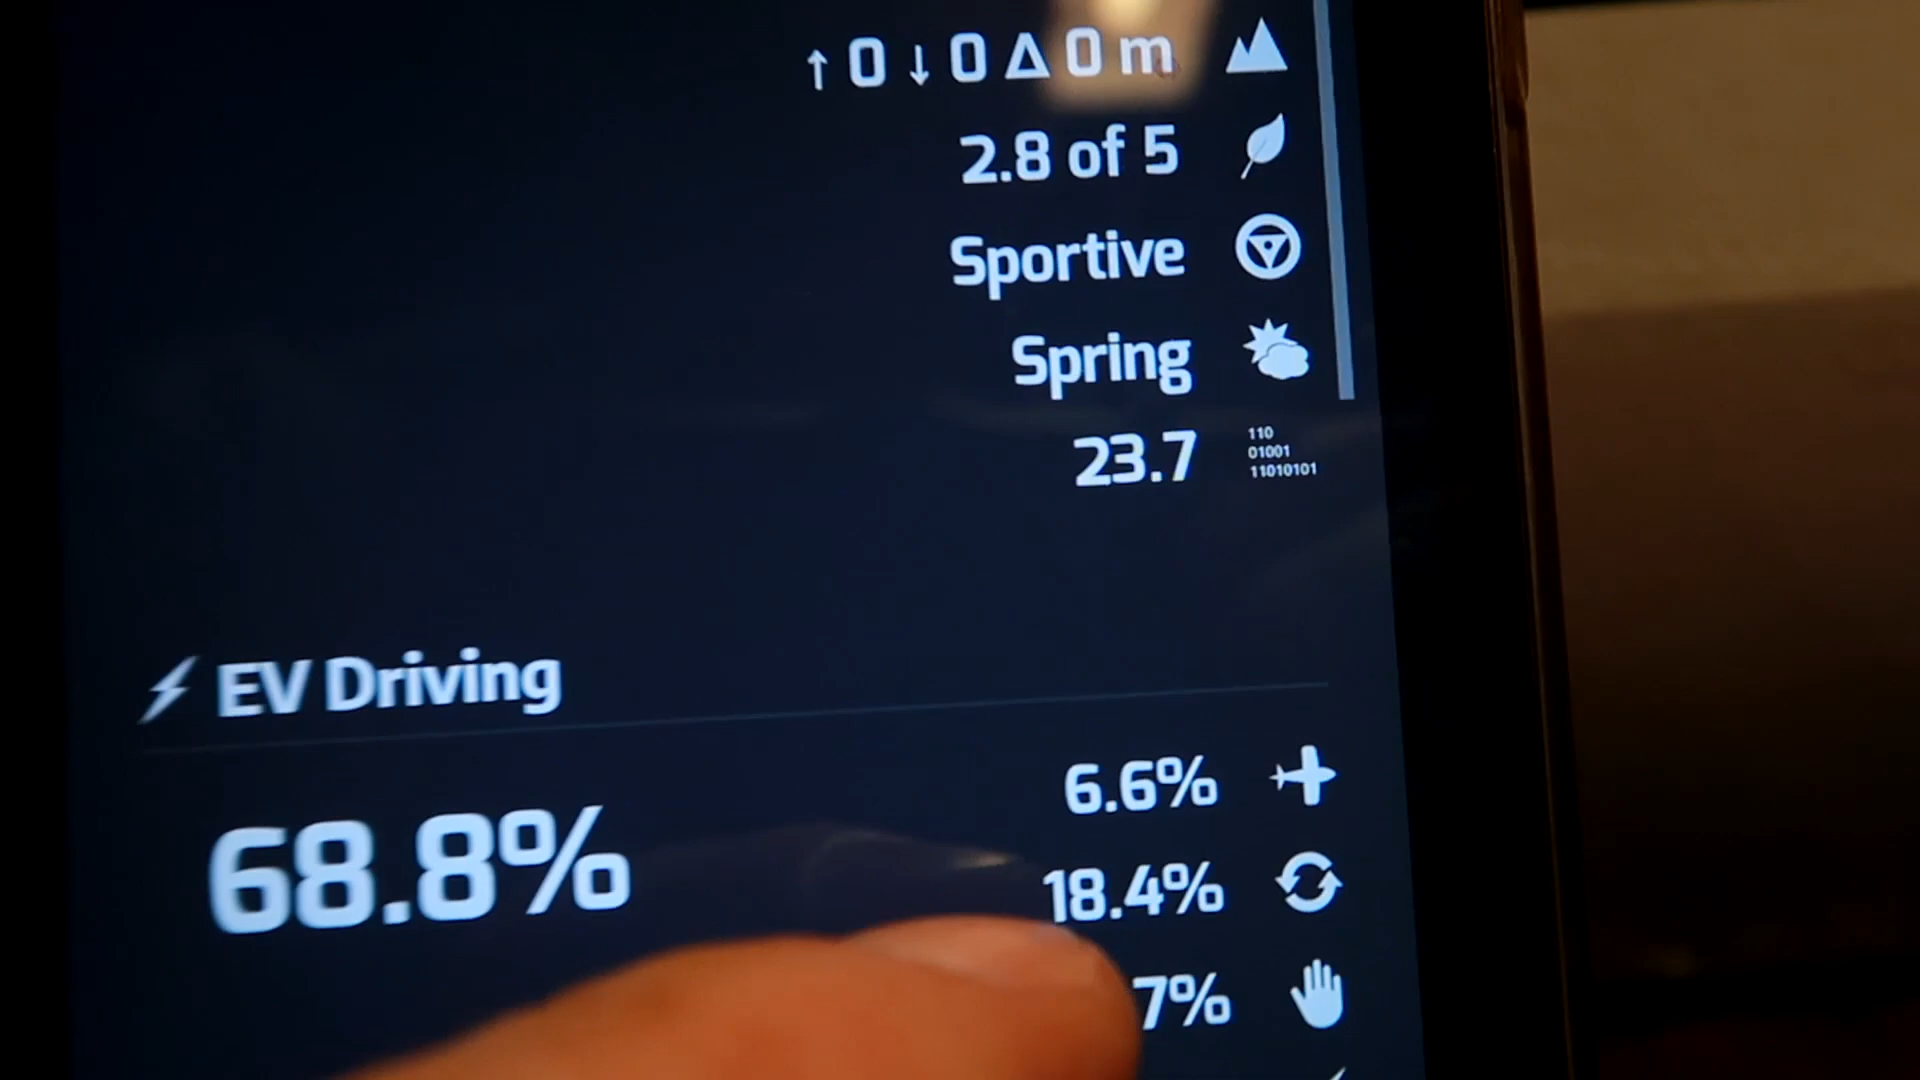 ↑ 0 ↓ 0 Δ 0 m
2.8 of 5
Sportive
Spring
23.7
110
01001
11010101
EV Driving
68.8%
6.6%
18.4%
7%